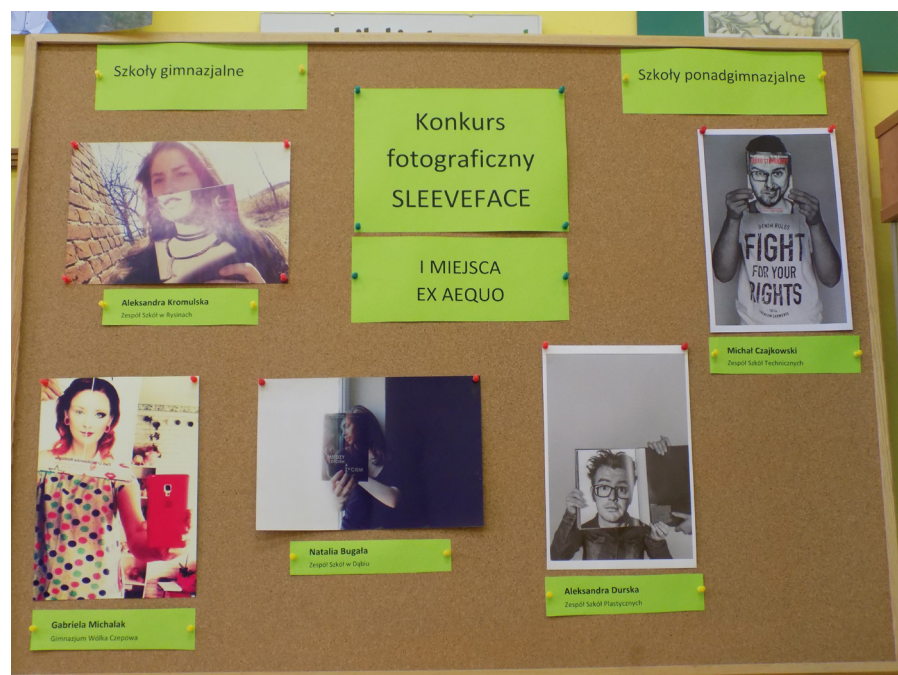 Szkoły gimnazjalne
Szkoły ponadgimnazjalne
Konkurs
fotograficzny
SLEEVEFACE
I MIEJSCA
EX AEQUO
Aleksandra Kromulska
Zespół Szkół w Rysinach
FIGHT
FOR YOUR
RIGHTS
Michał Czajkowski
Zespół Szkół Technicznych
ŻYCIEM
Natalia Bugała
Zespół Szkół w Dąbiu
Aleksandra Durska
Zespół Szkół Plastycznych
Gabriela Michalak
Gimnazjum Wólka Czepowa